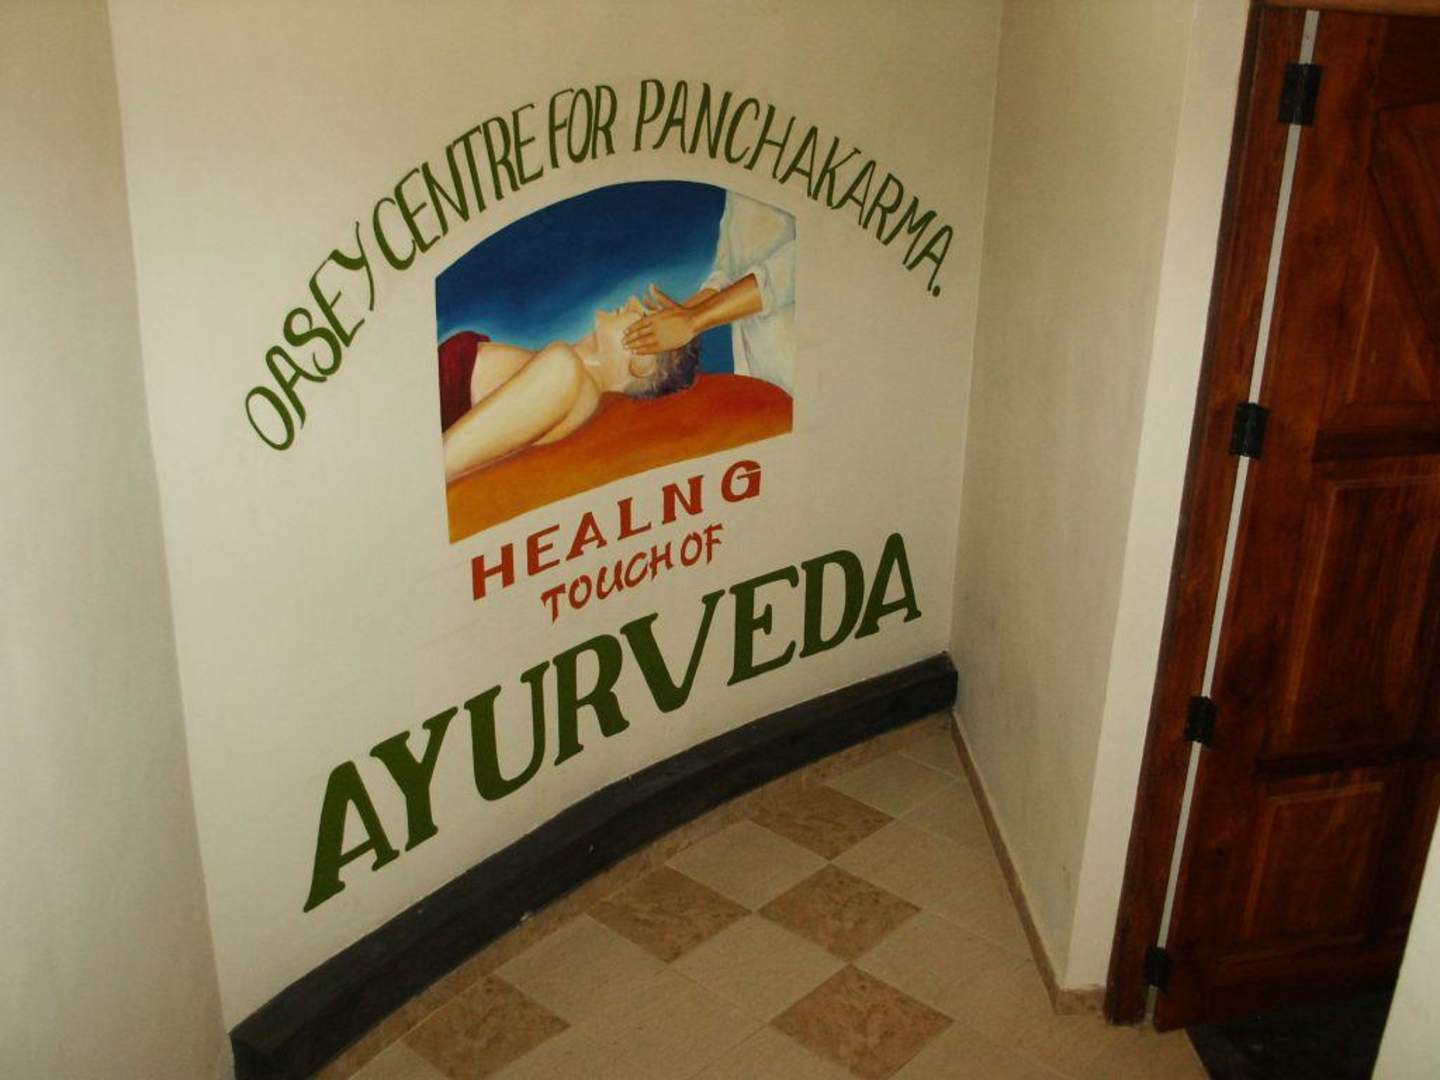 OASEY CENTRE FOR PANCHAKARMA.
HEALNG
TOUCH OF
AYURVEDA